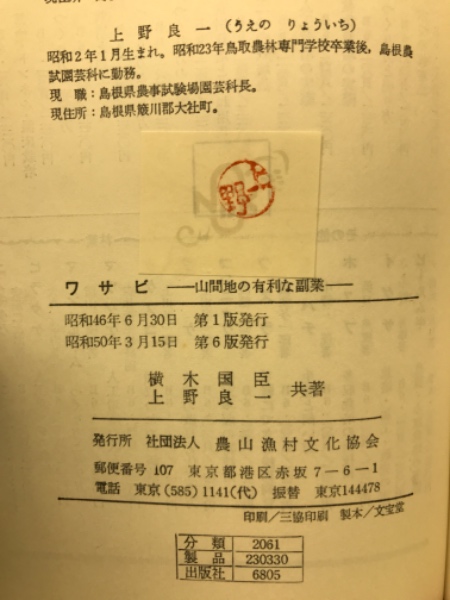 上野良一（うえの りょういち）
昭和2年1月生まれ。昭和23年鳥取農林専門学校卒業後，島根農
試園芸科に勤務。
現　職：島根県農事試験場園芸科長。
現住所：島根県簸川郡大社町。
上野
ワサビ ――山間地の有利な副業――
昭和46年6月30日　第1版発行
昭和50年3月15日　第6版発行
横木国臣
上野良一 共著
発行所　社団法人　農山漁村文化協会
郵便番号 107　東京都港区赤坂7－6－1
電話　東京(585)1141(代)　振替　東京144478
印刷／三協印刷　製本／文宝堂
分類 2061
製品 230330
出版社 6805